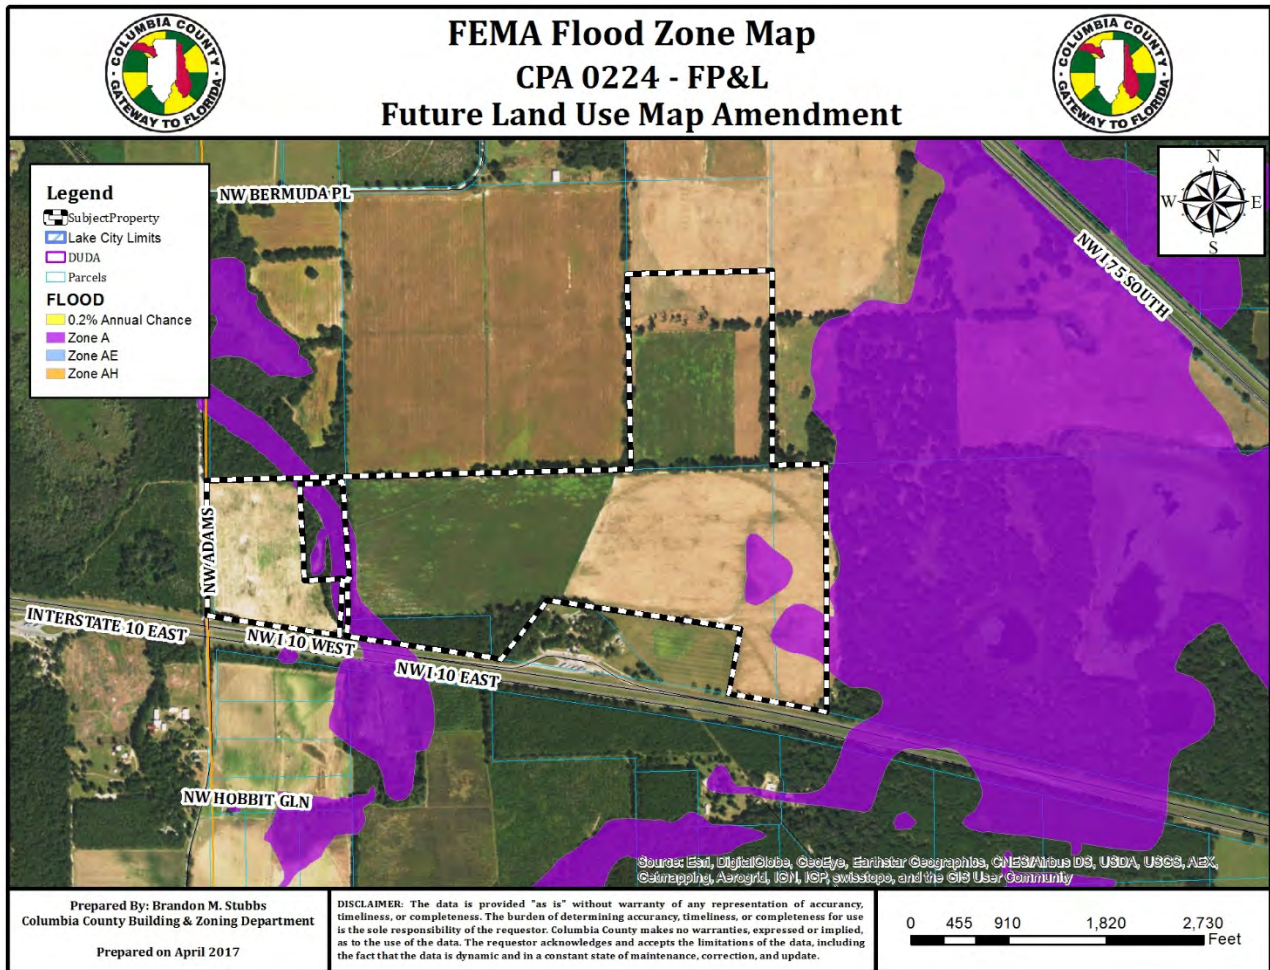 FEMA Flood Zone Map
CPA 0224 - FP&L
Future Land Use Map Amendment
COLUMBIA COUNTY
GATEWAY TO FLORIDA
COLUMBIA COUNTY
GATEWAY TO FLORIDA
Legend
SubjectProperty
Lake City Limits
DUDA
Parcels
FLOOD
0.2% Annual Chance
Zone A
Zone AE
Zone AH
NW BERMUDA PL
N
W
E
S
NW I 75 SOUTH
NW ADAMS
INTERSTATE 10 EAST
NW I 10 WEST
NW I 10 EAST
NW HOBBIT GLN
Source: Esri, DigitalGlobe, GeoEye, Earthstar Geographics, CNES/Airbus DS, USDA, USGS, AEX,
Getmapping, Aerogrid, IGN, IGP, swisstopo, and the GIS User Community
Prepared By: Brandon M. Stubbs
Columbia County Building & Zoning Department
Prepared on April 2017
DISCLAIMER: The data is provided "as is" without warranty of any representation of accuracy,
timeliness, or completeness. The burden of determining accuracy, timeliness, or completeness for use
is the sole responsibility of the requestor. Columbia County makes no warranties, expressed or implied,
as to the use of the data. The requestor acknowledges and accepts the limitations of the data, including
the fact that the data is dynamic and in a constant state of maintenance, correction, and update.
0 455 910 1,820 2,730
Feet